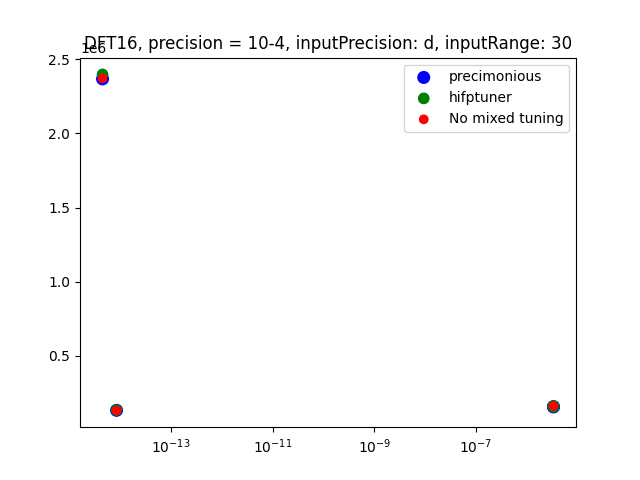 DFT16, precision = 10-4, inputPrecision: d, inputRange: 30
1e6
2.5
2.0
1.5
1.0
0.5
precimonious
hifptuner
No mixed tuning
10⁻¹³ 10⁻¹¹ 10⁻⁹ 10⁻⁷